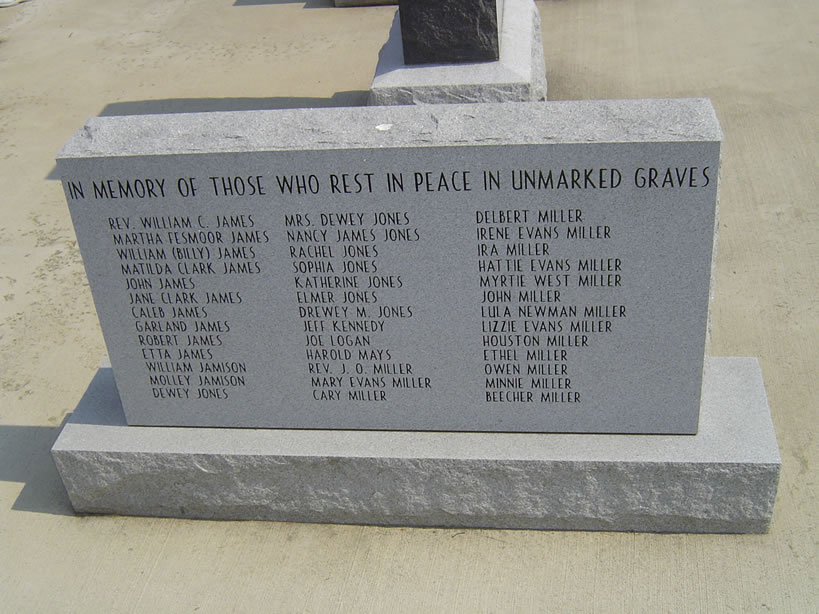 IN MEMORY OF THOSE WHO REST IN PEACE IN UNMARKED GRAVES
REV. WILLIAM C. JAMES
MARTHA FESMOOR JAMES
WILLIAM (BILLY) JAMES
MATILDA CLARK JAMES
JOHN JAMES
JANE CLARK JAMES
CALEB JAMES
GARLAND JAMES
ROBERT JAMES
ETTA JAMES
WILLIAM JAMISON
MOLLEY JAMISON
DEWEY JONES
MRS. DEWEY JONES
NANCY JAMES JONES
RACHEL JONES
SOPHIA JONES
KATHERINE JONES
ELMER JONES
DREWEY M. JONES
JEFF KENNEDY
JOE LOGAN
HAROLD MAYS
REV. J. O. MILLER
MARY EVANS MILLER
CARY MILLER
DELBERT MILLER
IRENE EVANS MILLER
IRA MILLER
HATTIE EVANS MILLER
MYRTIE WEST MILLER
JOHN MILLER
LULA NEWMAN MILLER
LIZZIE EVANS MILLER
HOUSTON MILLER
ETHEL MILLER
OWEN MILLER
MINNIE MILLER
BEECHER MILLER